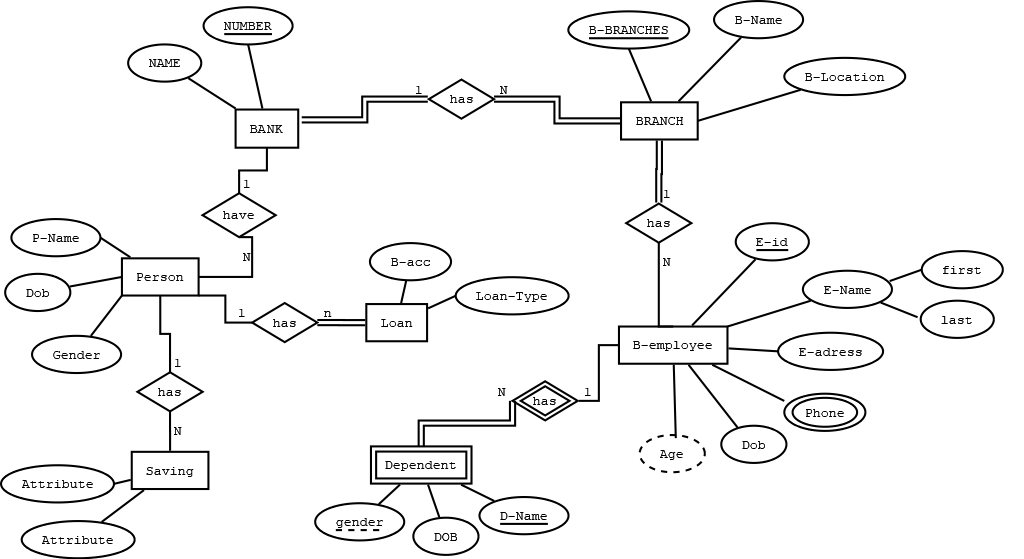 NUMBER
NAME
B-BRANCHES
B-Name
B-Location
BANK
1
has
N
BRANCH
1
have
N
1
has
N
P-Name
Dob
Gender
Person
1
has
n
B-acc
Loan-Type
Loan
E-id
E-Name
first
last
B-employee
E-adress
Phone
Dob
Age
1
has
N
N
has
1
Dependent
gender
DOB
D-Name
Saving
Attribute
Attribute